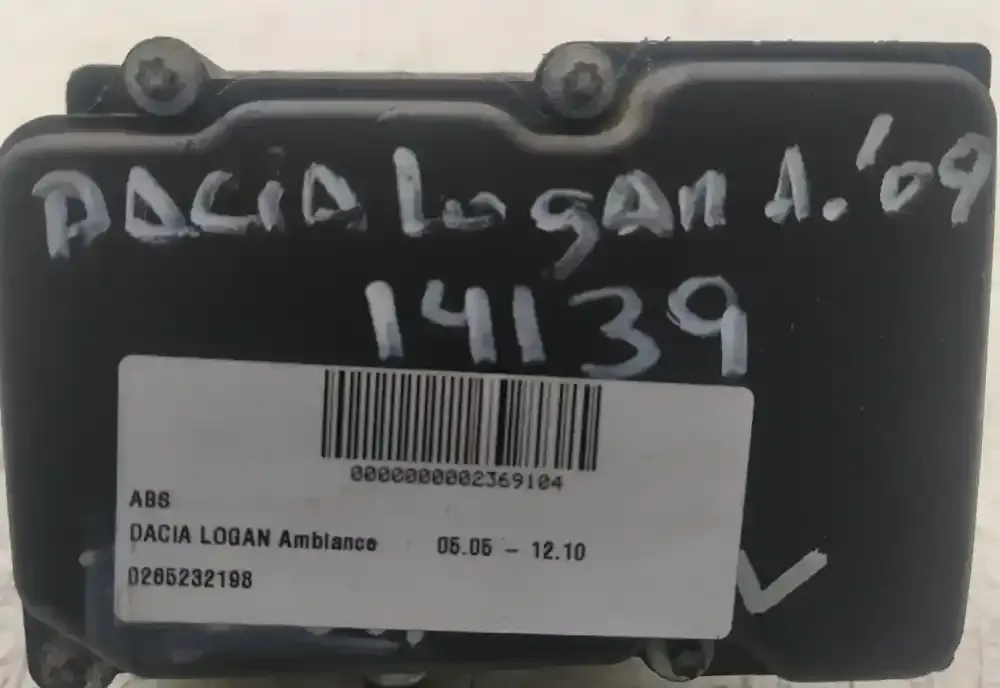 DACIA LOGAN A. '09
14139
0000000002369104
ABS
DACIA LOGAN Ambiance 05.05 - 12.10
0265232198